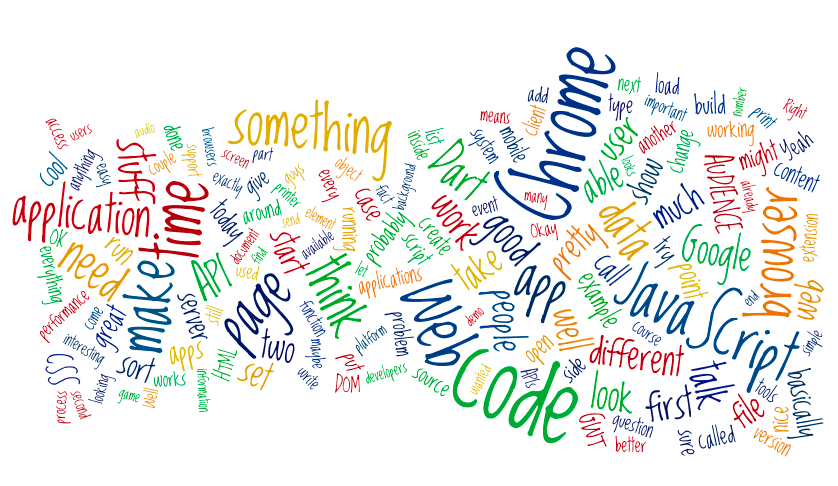 access
users
Cool
anything
easy
stuff
audio
couple
done
support
browsers
screen
part
something
exactly
give
guys
object
printer
every
application
time
today
around
send
element
running
case
fact
background
inside
list
Dart
system
means
mobile
add
client
Chrome
type
next
load
important
build
number
print
Right
working
another
user
able
looks
show
change
AUDIENCE
already
might
Yeah
content
OK
everything
trying
need
run
make
API
document
find
used
start
available
think
lot
probably
script
create
work
event
good
many
Okay
pretty
data
much
try
point
Google
browser
extension
web
performance
come
great
interesting
CSS
looking
sort
server
still
page
two
function
maybe
applications
take
Web
people
app
demo
example
call
JavaScript
end
simple
process
second
game
Well
works
apps
information
HTML
set
write
put
DOM
platform
developers
problem
source
Code
wanted
APIs
open
well
side
different
course
look
first
talk
tools
basically
GWT
question
better
sure
called
file
nice
version